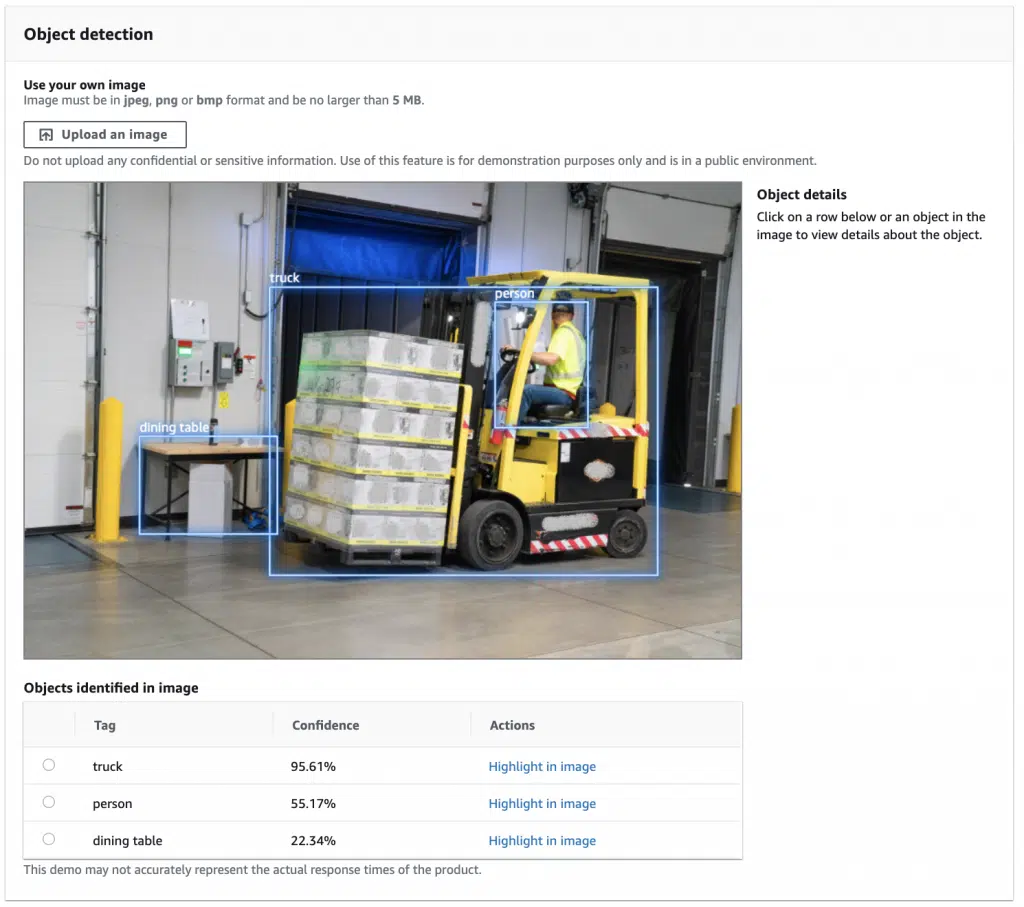 Object detection
Use your own image
Image must be in jpeg, png or bmp format and be no larger than 5 MB.
Upload an image
Do not upload any confidential or sensitive information. Use of this feature is for demonstration purposes only and is in a public environment.
Object details
Click on a row below or an object in the
image to view details about the object.
truck
person
dining table
Objects identified in image
Tag Confidence Actions
truck 95.61% Highlight in image
person 55.17% Highlight in image
dining table 22.34% Highlight in image
This demo may not accurately represent the actual response times of the product.